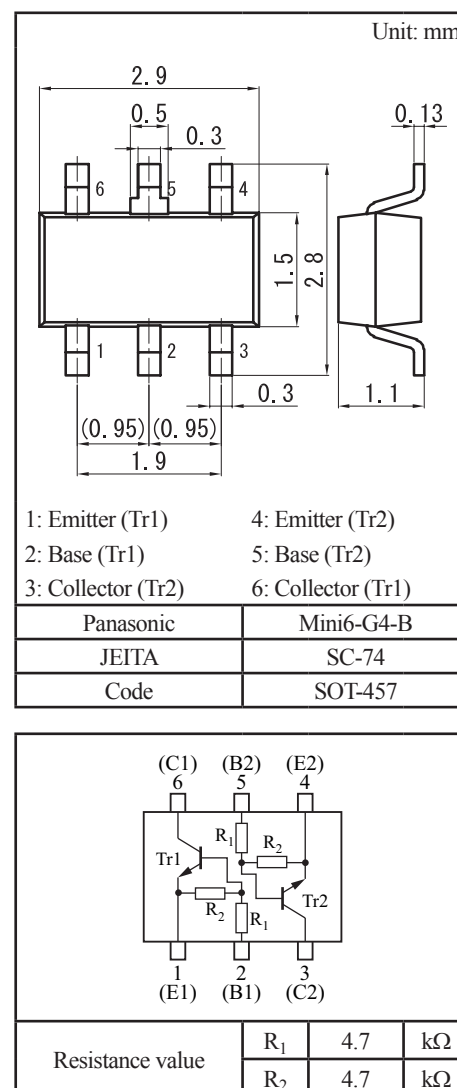 Unit: mm
2.9
0.5
0.3
0.13
6 5 4
1.5
2.8
1 2 3
0.3
1.1
(0.95) (0.95)
1.9
1: Emitter (Tr1) 4: Emitter (Tr2)
2: Base (Tr1) 5: Base (Tr2)
3: Collector (Tr2) 6: Collector (Tr1)
Panasonic Mini6-G4-B
JEITA SC-74
Code SOT-457
(C1) (B2) (E2)
6 5 4
R1 R2
Tr1
Tr2
R2 R1
1 2 3
(E1) (B1) (C2)
Resistance value R1 4.7 kΩ
R2 4.7 kΩ